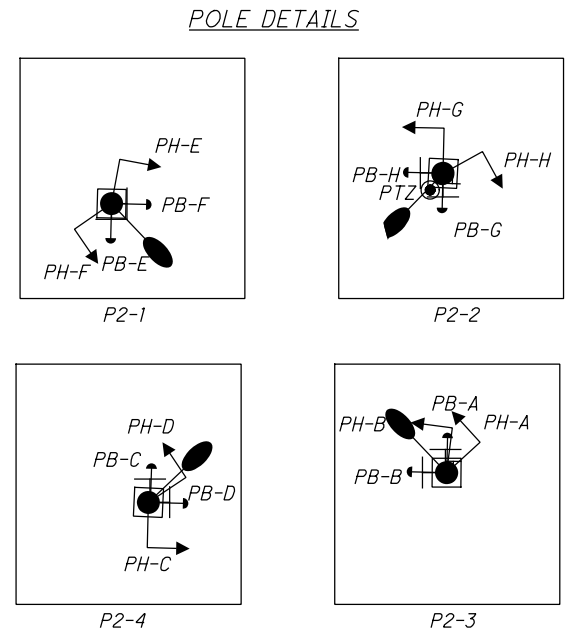 POLE DETAILS
PH-E
PB-F
PB-E
PH-F
P2-1
PH-G
PH-H
PB-H
PTZ
PB-G
P2-2
PH-D
PB-C
PB-D
PH-C
P2-4
PB-A
PH-A
PH-B
PB-B
P2-3